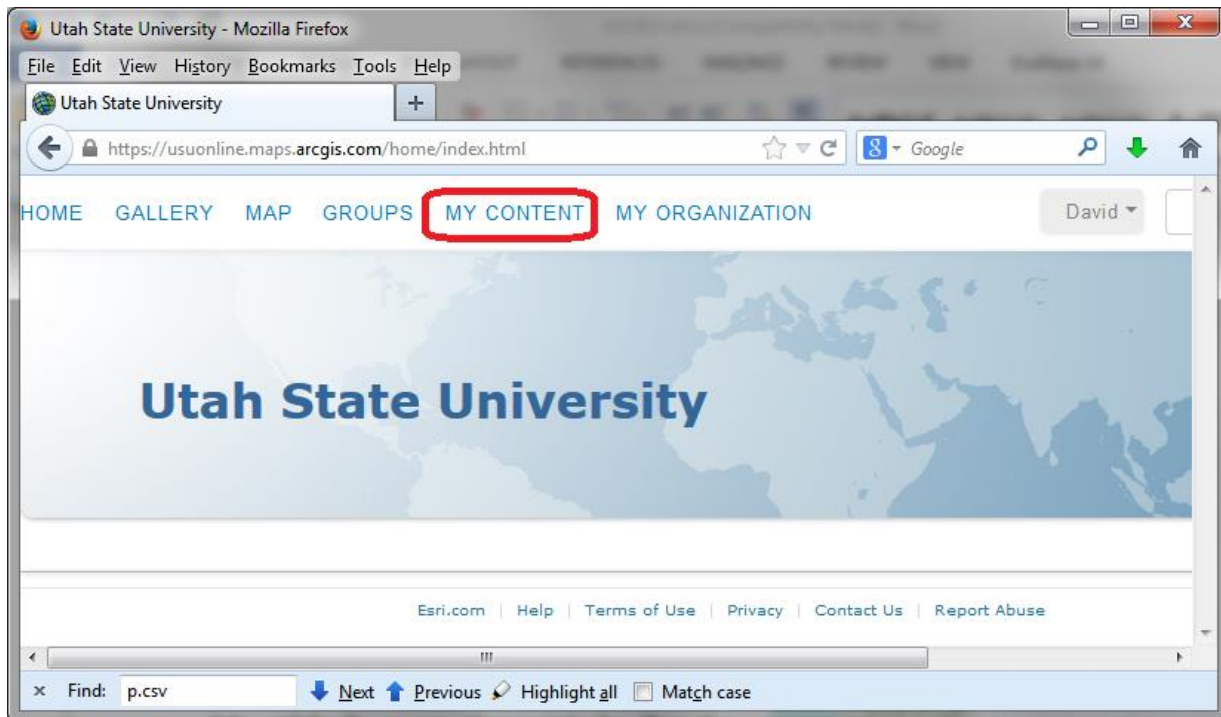 Utah State University - Mozilla Firefox
File Edit View History Bookmarks Tools Help
Utah State University +
https://usuonline.maps.arcgis.com/home/index.html 8 Google
HOME GALLERY MAP GROUPS MY CONTENT MY ORGANIZATION David
Utah State University
Esri.com | Help | Terms of Use | Privacy | Contact Us | Report Abuse
x Find: p.csv Next Previous Highlight all Match case